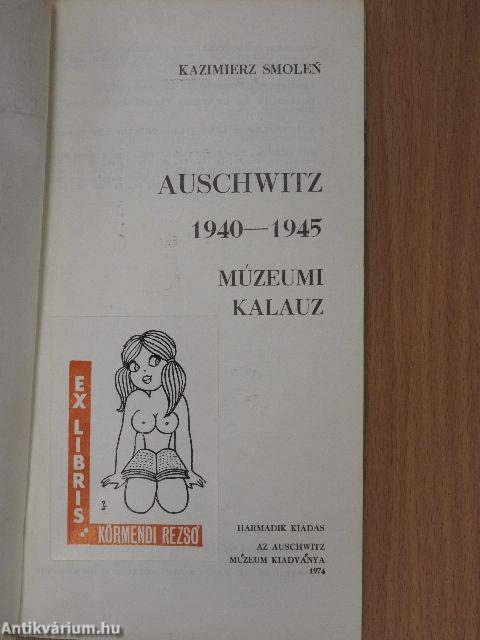 KAZIMIERZ SMOLEŃ
AUSCHWITZ
1940—1945
MÚZEUMI
KALAUZ
EX LIBRIS
KÖRMENDI REZSŐ
HARMADIK KIADAS
AZ AUSCHWITZ
MÚZEUM KIADVÁNYA
1974
Antikvárium.hu